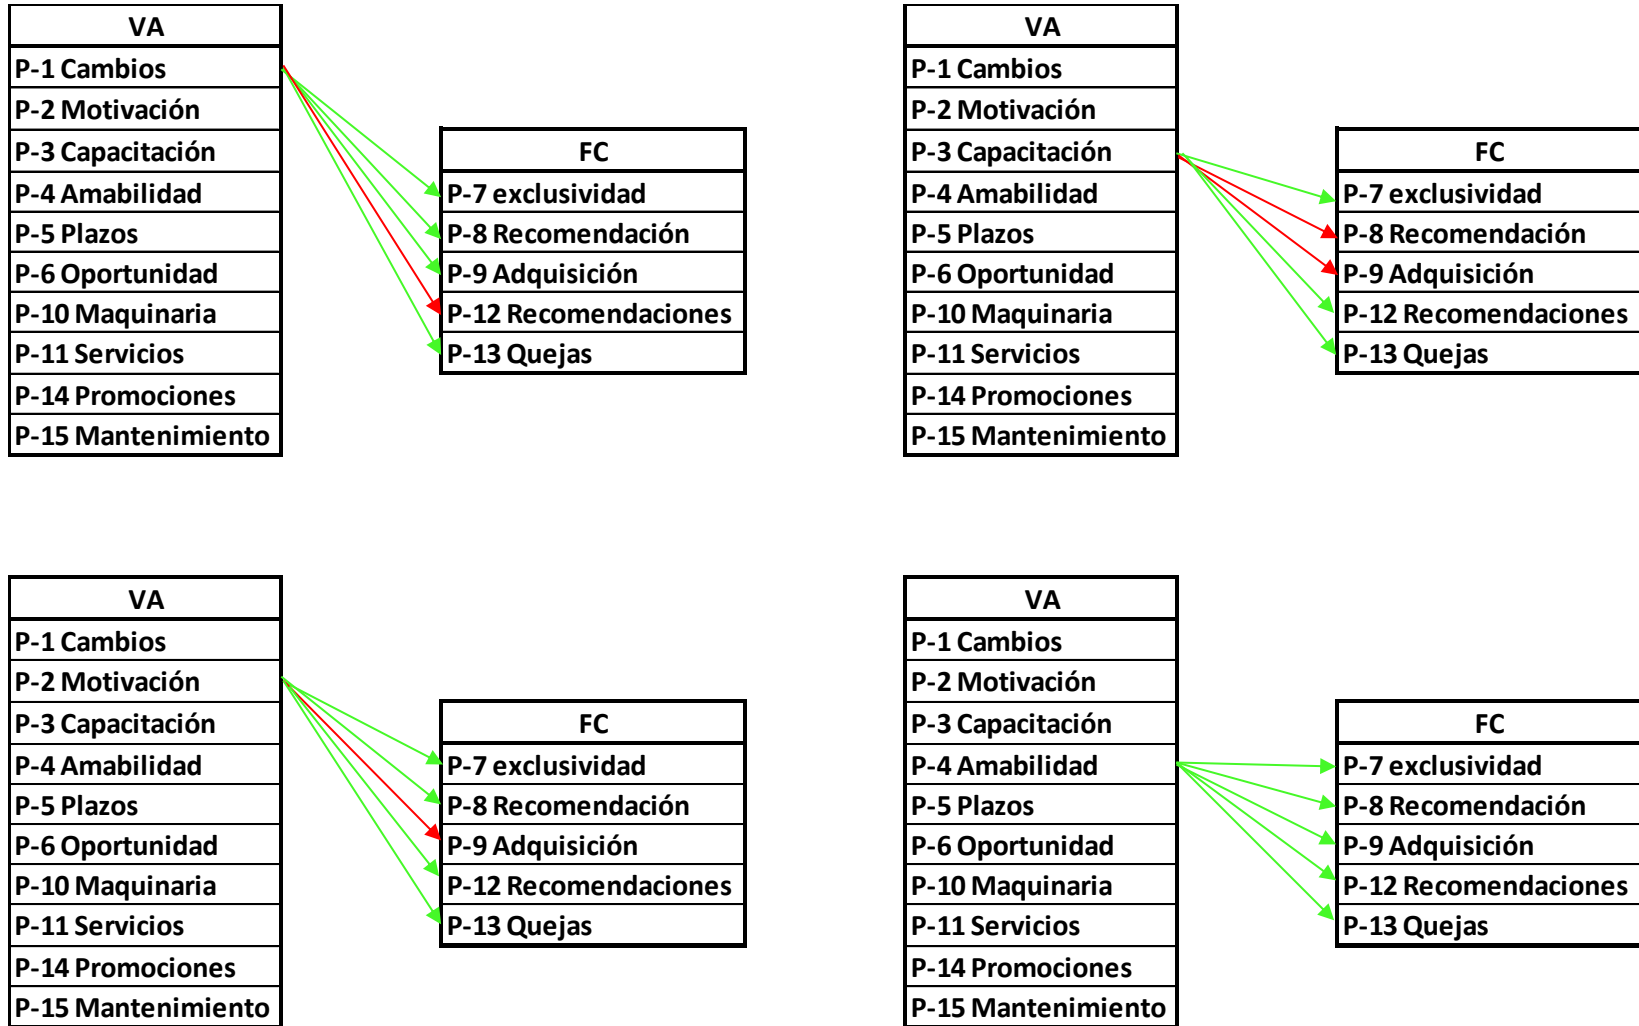 VA
P-1 Cambios
P-2 Motivación
P-3 Capacitación
P-4 Amabilidad
P-5 Plazos
P-6 Oportunidad
P-10 Maquinaria
P-11 Servicios
P-14 Promociones
P-15 Mantenimiento
FC
P-7 exclusividad
P-8 Recomendación
P-9 Adquisición
P-12 Recomendaciones
P-13 Quejas
VA
P-1 Cambios
P-2 Motivación
P-3 Capacitación
P-4 Amabilidad
P-5 Plazos
P-6 Oportunidad
P-10 Maquinaria
P-11 Servicios
P-14 Promociones
P-15 Mantenimiento
FC
P-7 exclusividad
P-8 Recomendación
P-9 Adquisición
P-12 Recomendaciones
P-13 Quejas
VA
P-1 Cambios
P-2 Motivación
P-3 Capacitación
P-4 Amabilidad
P-5 Plazos
P-6 Oportunidad
P-10 Maquinaria
P-11 Servicios
P-14 Promociones
P-15 Mantenimiento
FC
P-7 exclusividad
P-8 Recomendación
P-9 Adquisición
P-12 Recomendaciones
P-13 Quejas
VA
P-1 Cambios
P-2 Motivación
P-3 Capacitación
P-4 Amabilidad
P-5 Plazos
P-6 Oportunidad
P-10 Maquinaria
P-11 Servicios
P-14 Promociones
P-15 Mantenimiento
FC
P-7 exclusividad
P-8 Recomendación
P-9 Adquisición
P-12 Recomendaciones
P-13 Quejas